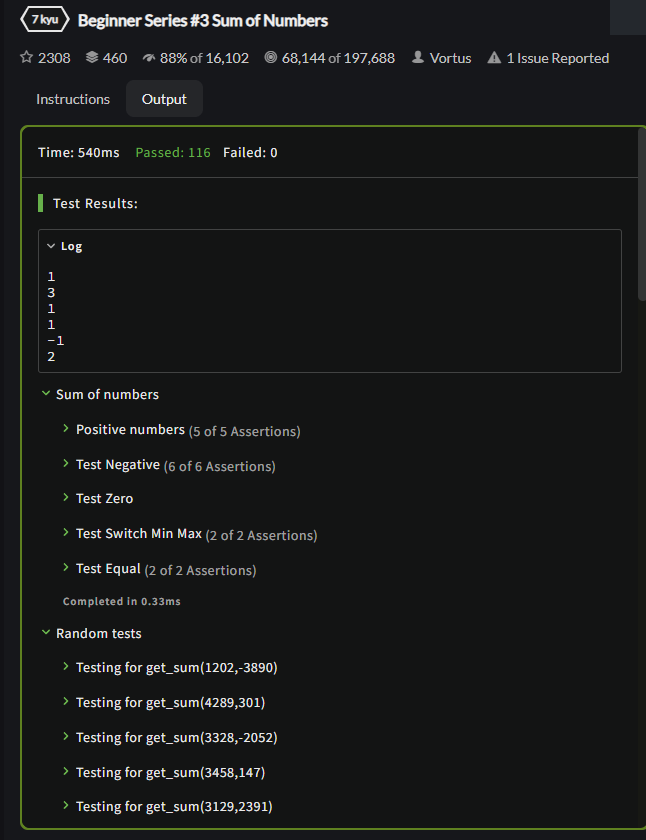 7 kyu Beginner Series #3 Sum of Numbers
2308 460 88% of 16,102 68,144 of 197,688 Vortus 1 Issue Reported
Instructions Output
Time: 540ms Passed: 116 Failed: 0
Test Results:
Log
1
3
1
1
-1
2
Sum of numbers
Positive numbers (5 of 5 Assertions)
Test Negative (6 of 6 Assertions)
Test Zero
Test Switch Min Max (2 of 2 Assertions)
Test Equal (2 of 2 Assertions)
Completed in 0.33ms
Random tests
Testing for get_sum(1202,-3890)
Testing for get_sum(4289,301)
Testing for get_sum(3328,-2052)
Testing for get_sum(3458,147)
Testing for get_sum(3129,2391)